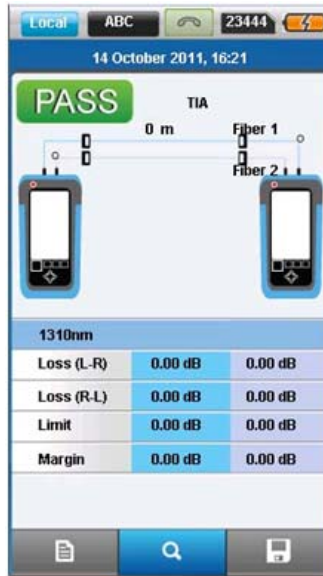 Local ABC 23444
14 October 2011, 16:21
PASS TIA
0 m Fiber 1
Fiber 2
1310nm
Loss (L-R) 0.00 dB 0.00 dB
Loss (R-L) 0.00 dB 0.00 dB
Limit 0.00 dB 0.00 dB
Margin 0.00 dB 0.00 dB